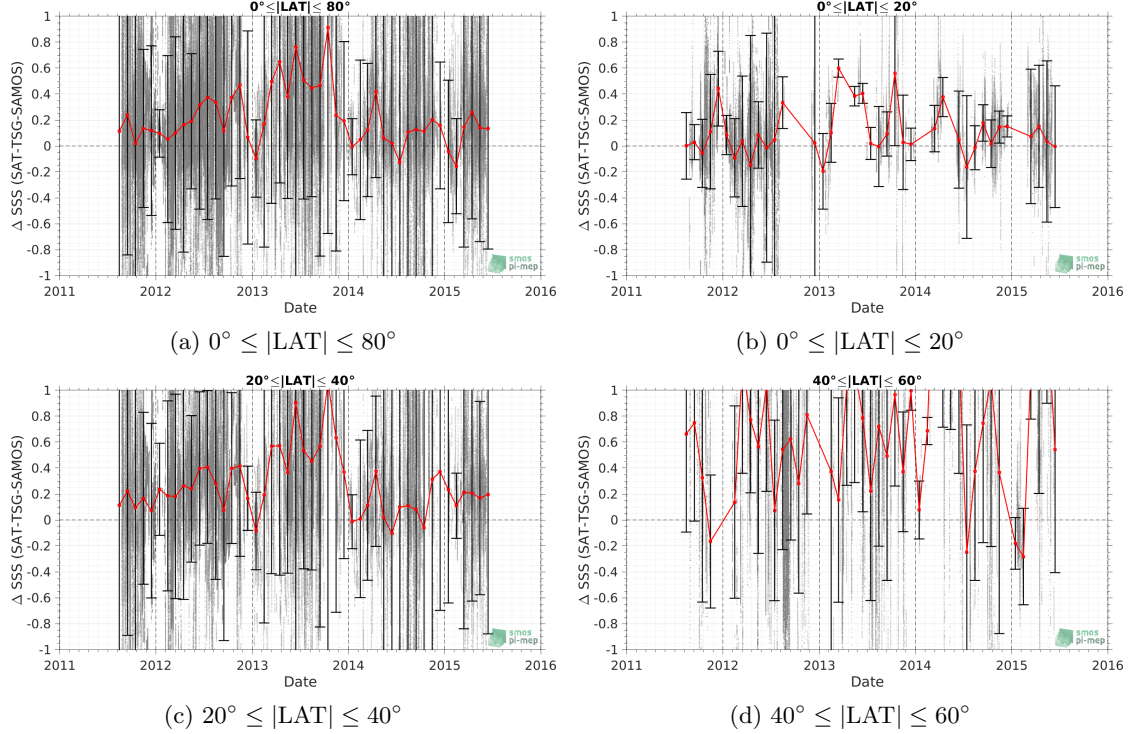 0°≤|LAT|≤ 80°
Δ SSS (SAT-TSG-SAMOS)
1
0.8
0.6
0.4
0.2
0
-0.2
-0.4
-0.6
-0.8
-1
smos
pi-mep
2011 2012 2013 2014 2015 2016
Date
(a) 0° ≤ |LAT| ≤ 80°
0°≤|LAT|≤ 20°
Δ SSS (SAT-TSG-SAMOS)
1
0.8
0.6
0.4
0.2
0
-0.2
-0.4
-0.6
-0.8
-1
smos
pi-mep
2011 2012 2013 2014 2015 2016
Date
(b) 0° ≤ |LAT| ≤ 20°
20°≤|LAT|≤ 40°
Δ SSS (SAT-TSG-SAMOS)
1
0.8
0.6
0.4
0.2
0
-0.2
-0.4
-0.6
-0.8
-1
smos
pi-mep
2011 2012 2013 2014 2015 2016
Date
(c) 20° ≤ |LAT| ≤ 40°
40°≤|LAT|≤ 60°
Δ SSS (SAT-TSG-SAMOS)
1
0.8
0.6
0.4
0.2
0
-0.2
-0.4
-0.6
-0.8
-1
smos
pi-mep
2011 2012 2013 2014 2015 2016
Date
(d) 40° ≤ |LAT| ≤ 60°